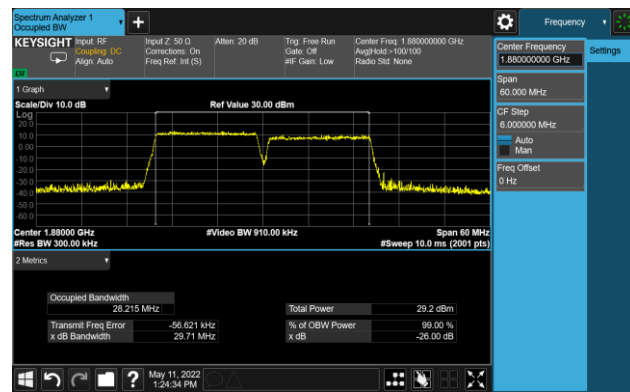 Spectrum Analyzer 1
Occupied BW
Frequency
KEYSIGHT
Input: RF
Coupling: DC
Align: Auto
Input Z: 50 Ω
Corrections: On
Freq Ref: Int (S)
Atten: 20 dB
Trig: Free Run
Gate: Off
#IF Gain: Low
Center Freq: 1.880000000 GHz
Avg|Hold:>100/100
Radio Std: None
Center Frequency
1.880000000 GHz
Settings
Span
60.000 MHz
CF Step
6.000000 MHz
Auto
Man
Freq Offset
0 Hz
1 Graph
Scale/Div 10.0 dB
Ref Value 30.00 dBm
Log
20.0
10.0
0.00
-10.0
-20.0
-30.0
-40.0
-50.0
-60.0
Center 1.88000 GHz
#Video BW 910.00 kHz
Span 60 MHz
#Res BW 300.00 kHz
#Sweep 10.0 ms (2001 pts)
2 Metrics
Occupied Bandwidth
28.215 MHz
Total Power
29.2 dBm
Transmit Freq Error
-56.621 kHz
% of OBW Power
99.00 %
x dB Bandwidth
29.71 MHz
x dB
-26.00 dB
?
May 11, 2022
1:24:34 PM